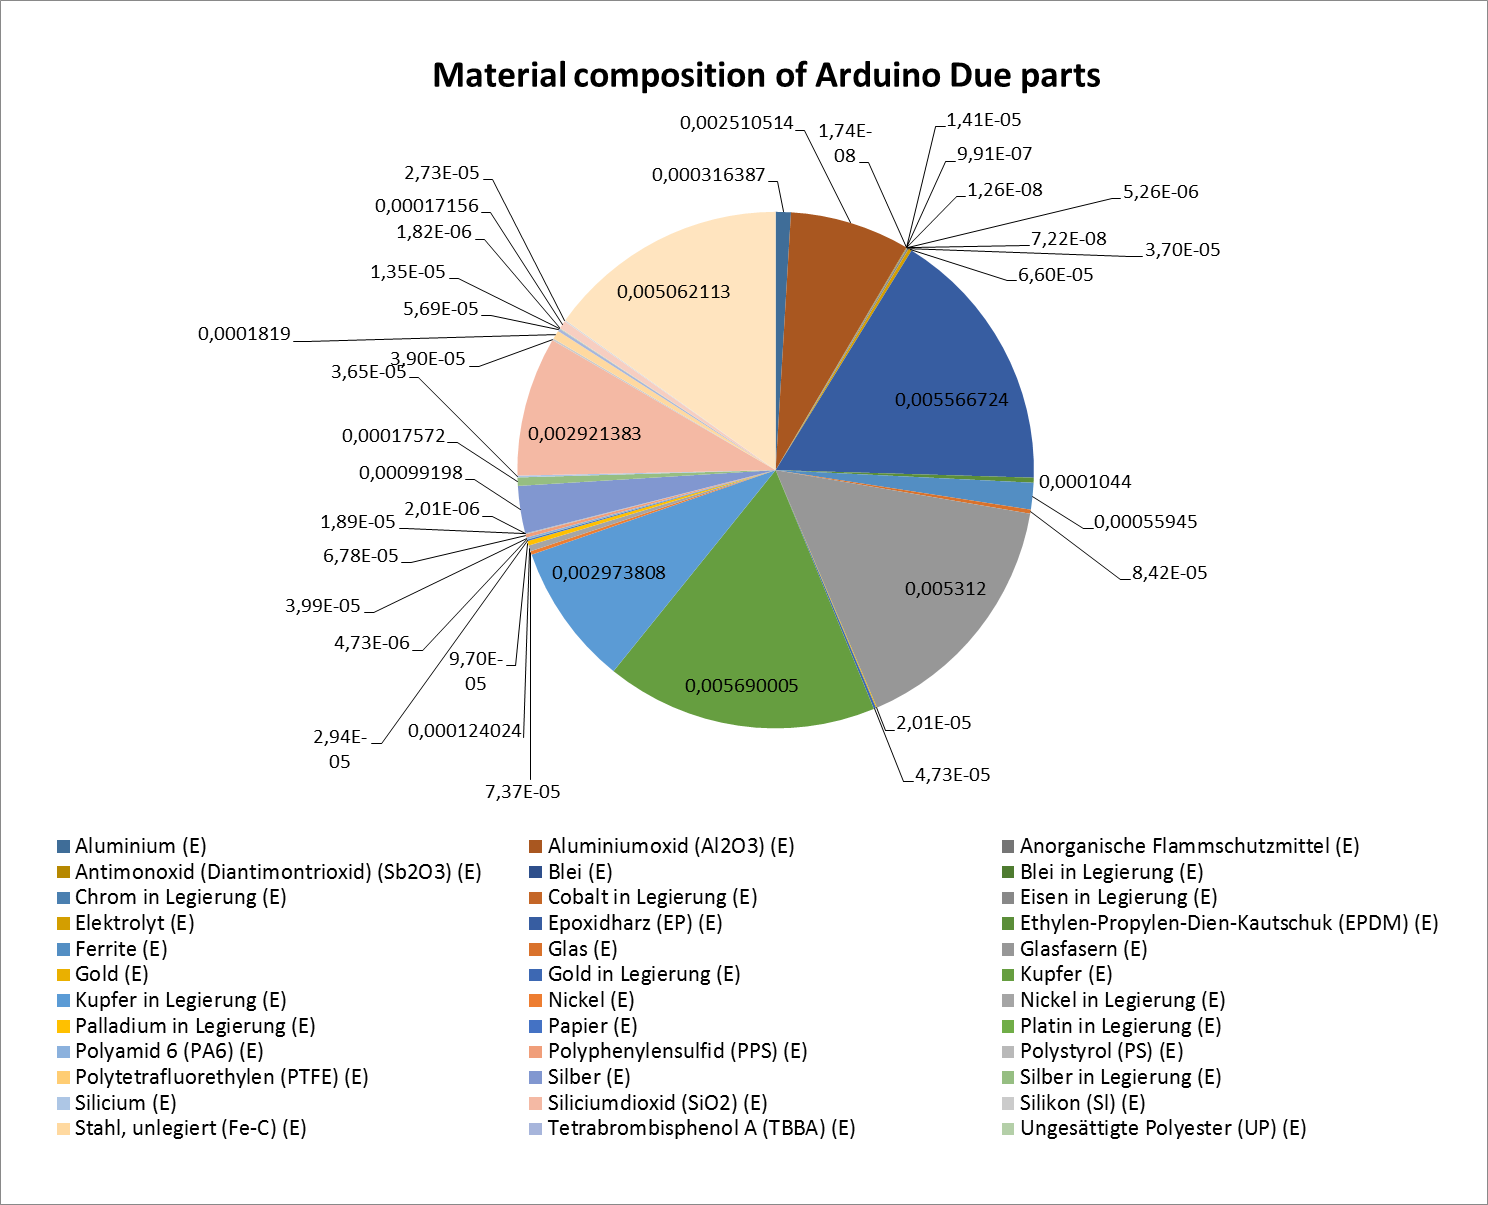 Material composition of Arduino Due parts
0,002510514
1,74E-
08
1,41E-05
9,91E-07
1,26E-08
5,26E-06
7,22E-08
3,70E-05
6,60E-05
0,000316387
2,73E-05
0,00017156
1,82E-06
1,35E-05
5,69E-05
0,0001819
3,90E-05
3,65E-05
0,00017572
0,00099198
2,01E-06
1,89E-05
6,78E-05
3,99E-05
4,73E-06
2,94E-
05
9,70E-
05
0,000124024
7,37E-05
0,005062113
0,005566724
0,002921383
0,0001044
0,00055945
8,42E-05
0,005312
0,002973808
0,005690005
2,01E-05
4,73E-05
Aluminium (E)
Aluminiumoxid (Al2O3) (E)
Anorganische Flammschutzmittel (E)
Antimonoxid (Diantimontrioxid) (Sb2O3) (E)
Blei (E)
Blei in Legierung (E)
Chrom in Legierung (E)
Cobalt in Legierung (E)
Eisen in Legierung (E)
Elektrolyt (E)
Epoxidharz (EP) (E)
Ethylen-Propylen-Dien-Kautschuk (EPDM) (E)
Ferrite (E)
Glas (E)
Glasfasern (E)
Gold (E)
Gold in Legierung (E)
Kupfer (E)
Kupfer in Legierung (E)
Nickel (E)
Nickel in Legierung (E)
Palladium in Legierung (E)
Papier (E)
Platin in Legierung (E)
Polyamid 6 (PA6) (E)
Polyphenylensulfid (PPS) (E)
Polystyrol (PS) (E)
Polytetrafluorethylen (PTFE) (E)
Silber (E)
Silber in Legierung (E)
Silicium (E)
Siliciumdioxid (SiO2) (E)
Silikon (SI) (E)
Stahl, unlegiert (Fe-C) (E)
Tetrabrombisphenol A (TBBA) (E)
Ungesättigte Polyester (UP) (E)